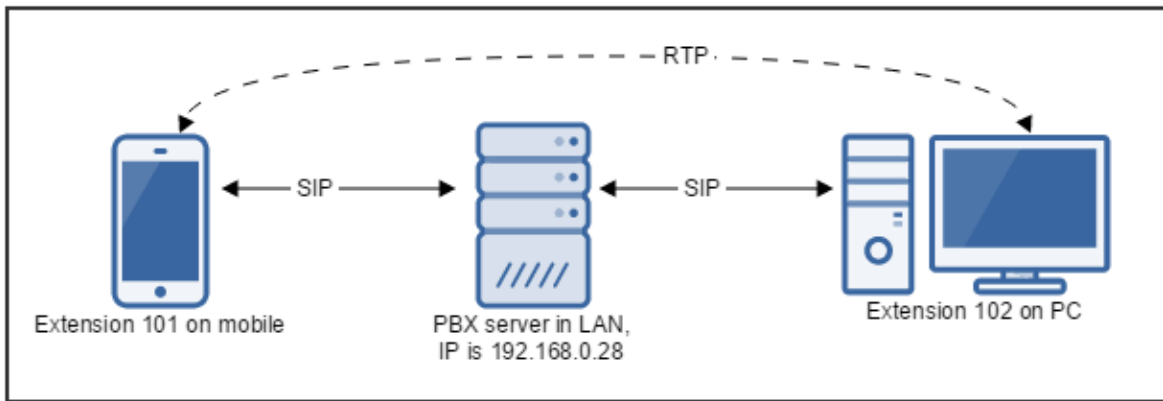 RTP
SIP
SIP
Extension 101 on mobile
PBX server in LAN,
IP is 192.168.0.28
Extension 102 on PC